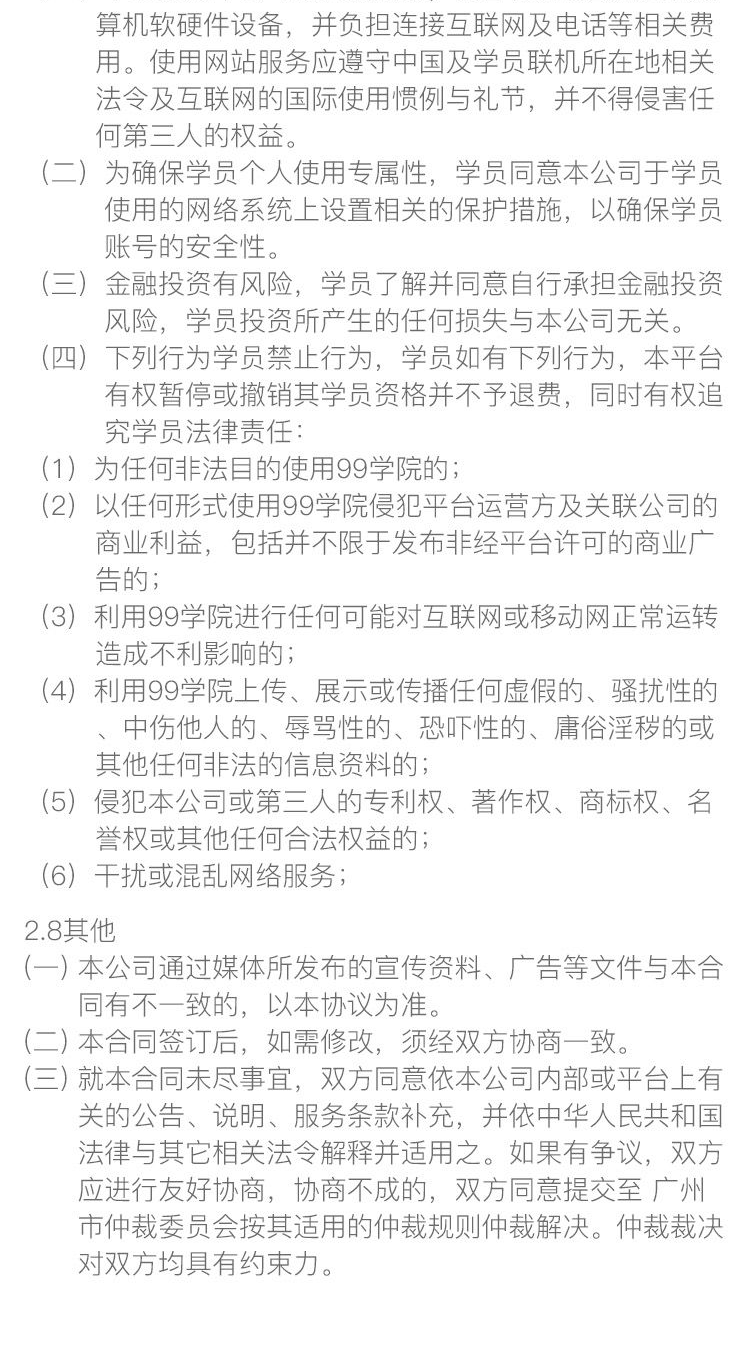 算机软硬件设备，并负担连接互联网及电话等相关费
用。使用网站服务应遵守中国及学员联机所在地相关
法令及互联网的国际使用惯例与礼节，并不得侵害任
何第三人的权益。
（二）为确保学员个人使用专属性，学员同意本公司于学员
使用的网络系统上设置相关的保护措施，以确保学员
账号的安全性。
（三）金融投资有风险，学员了解并同意自行承担金融投资
风险，学员投资所产生的任何损失与本公司无关。
（四）下列行为学员禁止行为，学员如有下列行为，本平台
有权暂停或撤销其学员资格并不予退费，同时有权追
究学员法律责任：
（1）为任何非法目的使用99学院的；
（2）以任何形式使用99学院侵犯平台运营方及关联公司的
商业利益，包括并不限于发布非经平台许可的商业广
告的；
（3）利用99学院进行任何可能对互联网或移动网正常运转
造成不利影响的；
（4）利用99学院上传、展示或传播任何虚假的、骚扰性的
、中伤他人的、辱骂性的、恐吓性的、庸俗淫秽的或
其他任何非法的信息资料的；
（5）侵犯本公司或第三人的专利权、著作权、商标权、名
誉权或其他任何合法权益的；
（6）干扰或混乱网络服务；
2.8其他
(一) 本公司通过媒体所发布的宣传资料、广告等文件与本合
同有不一致的，以本协议为准。
(二) 本合同签订后，如需修改，须经双方协商一致。
(三) 就本合同未尽事宜，双方同意依本公司内部或平台上有
关的公告、说明、服务条款补充，并依中华人民共和国
法律与其它相关法令解释并适用之。如果有争议，双方
应进行友好协商，协商不成的，双方同意提交至 广州
市仲裁委员会按其适用的仲裁规则仲裁解决。仲裁裁决
对双方均具有约束力。